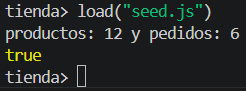 tienda> load("seed.js")
productos: 12 y pedidos: 6
true
tienda>